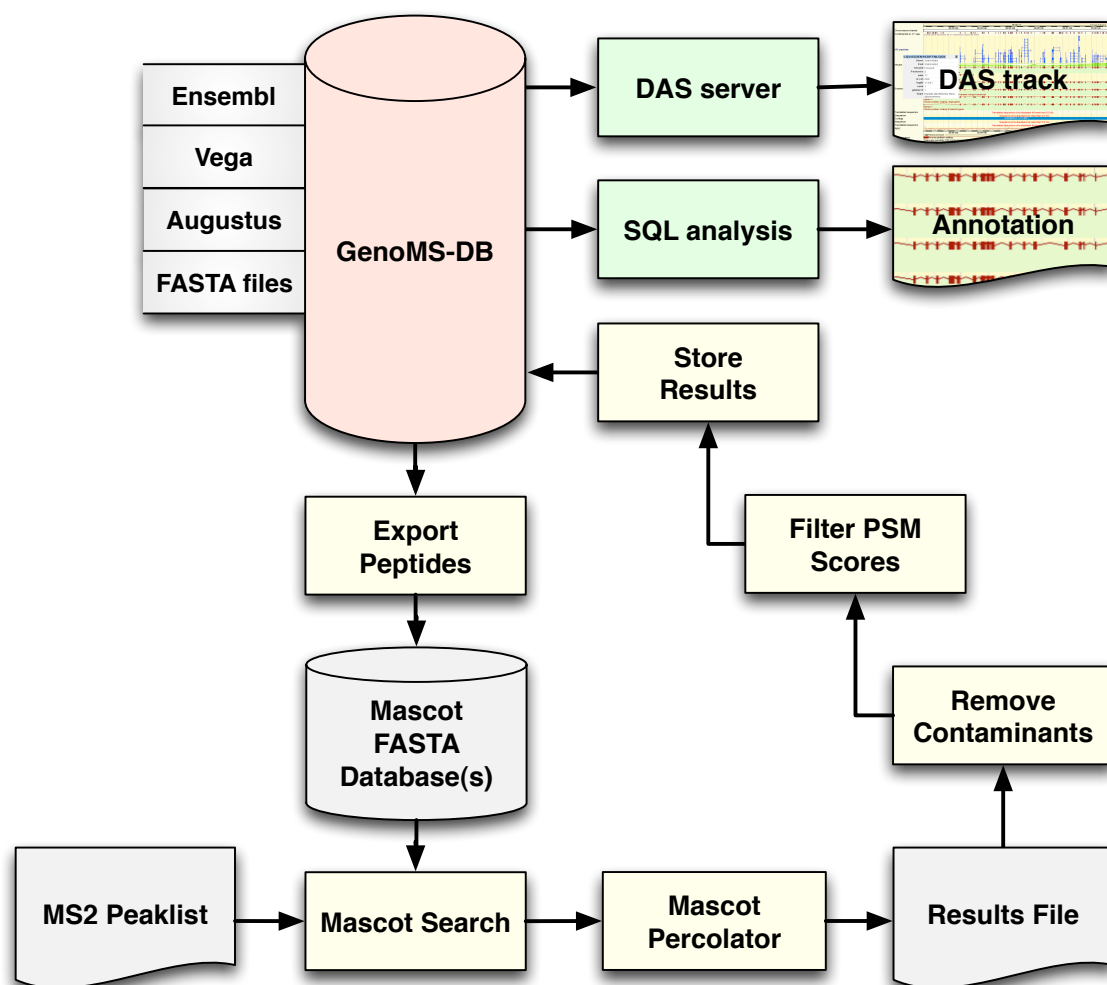 Ensembl
Vega
Augustus
FASTA files
GenoMS-DB
DAS server
DAS track
SQL analysis
Annotation
Store
Results
Export
Peptides
Filter PSM
Scores
Mascot
FASTA
Database(s)
Remove
Contaminants
MS2 Peaklist
Mascot Search
Mascot
Percolator
Results File